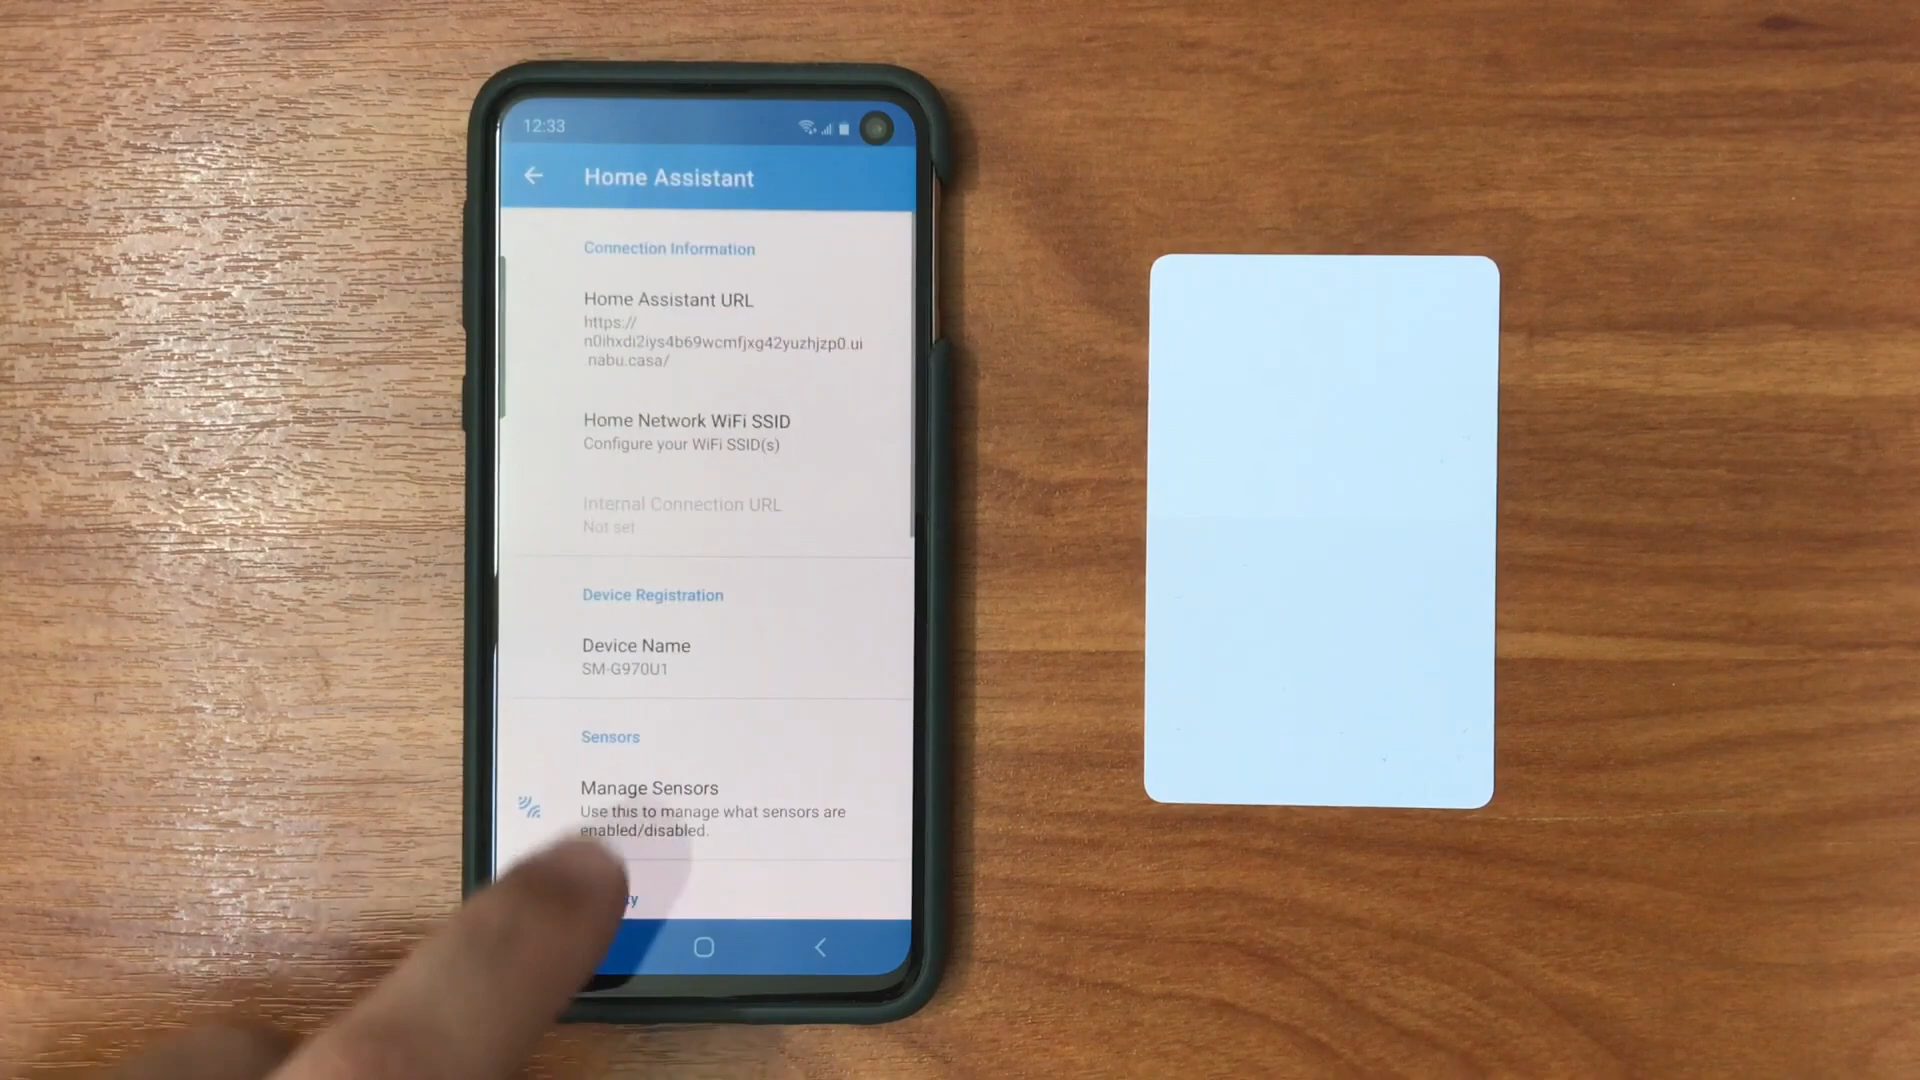 12:33
Home Assistant
Connection Information
Home Assistant URL
https://
n0ihxdi2iys4b69wcmfjxg42yuzhjzp0.ui
.nabu.casa/
Home Network WiFi SSID
Configure your WiFi SSID(s)
Internal Connection URL
Not set
Device Registration
Device Name
SM-G970U1
Sensors
Manage Sensors
Use this to manage what sensors are
enabled/disabled.